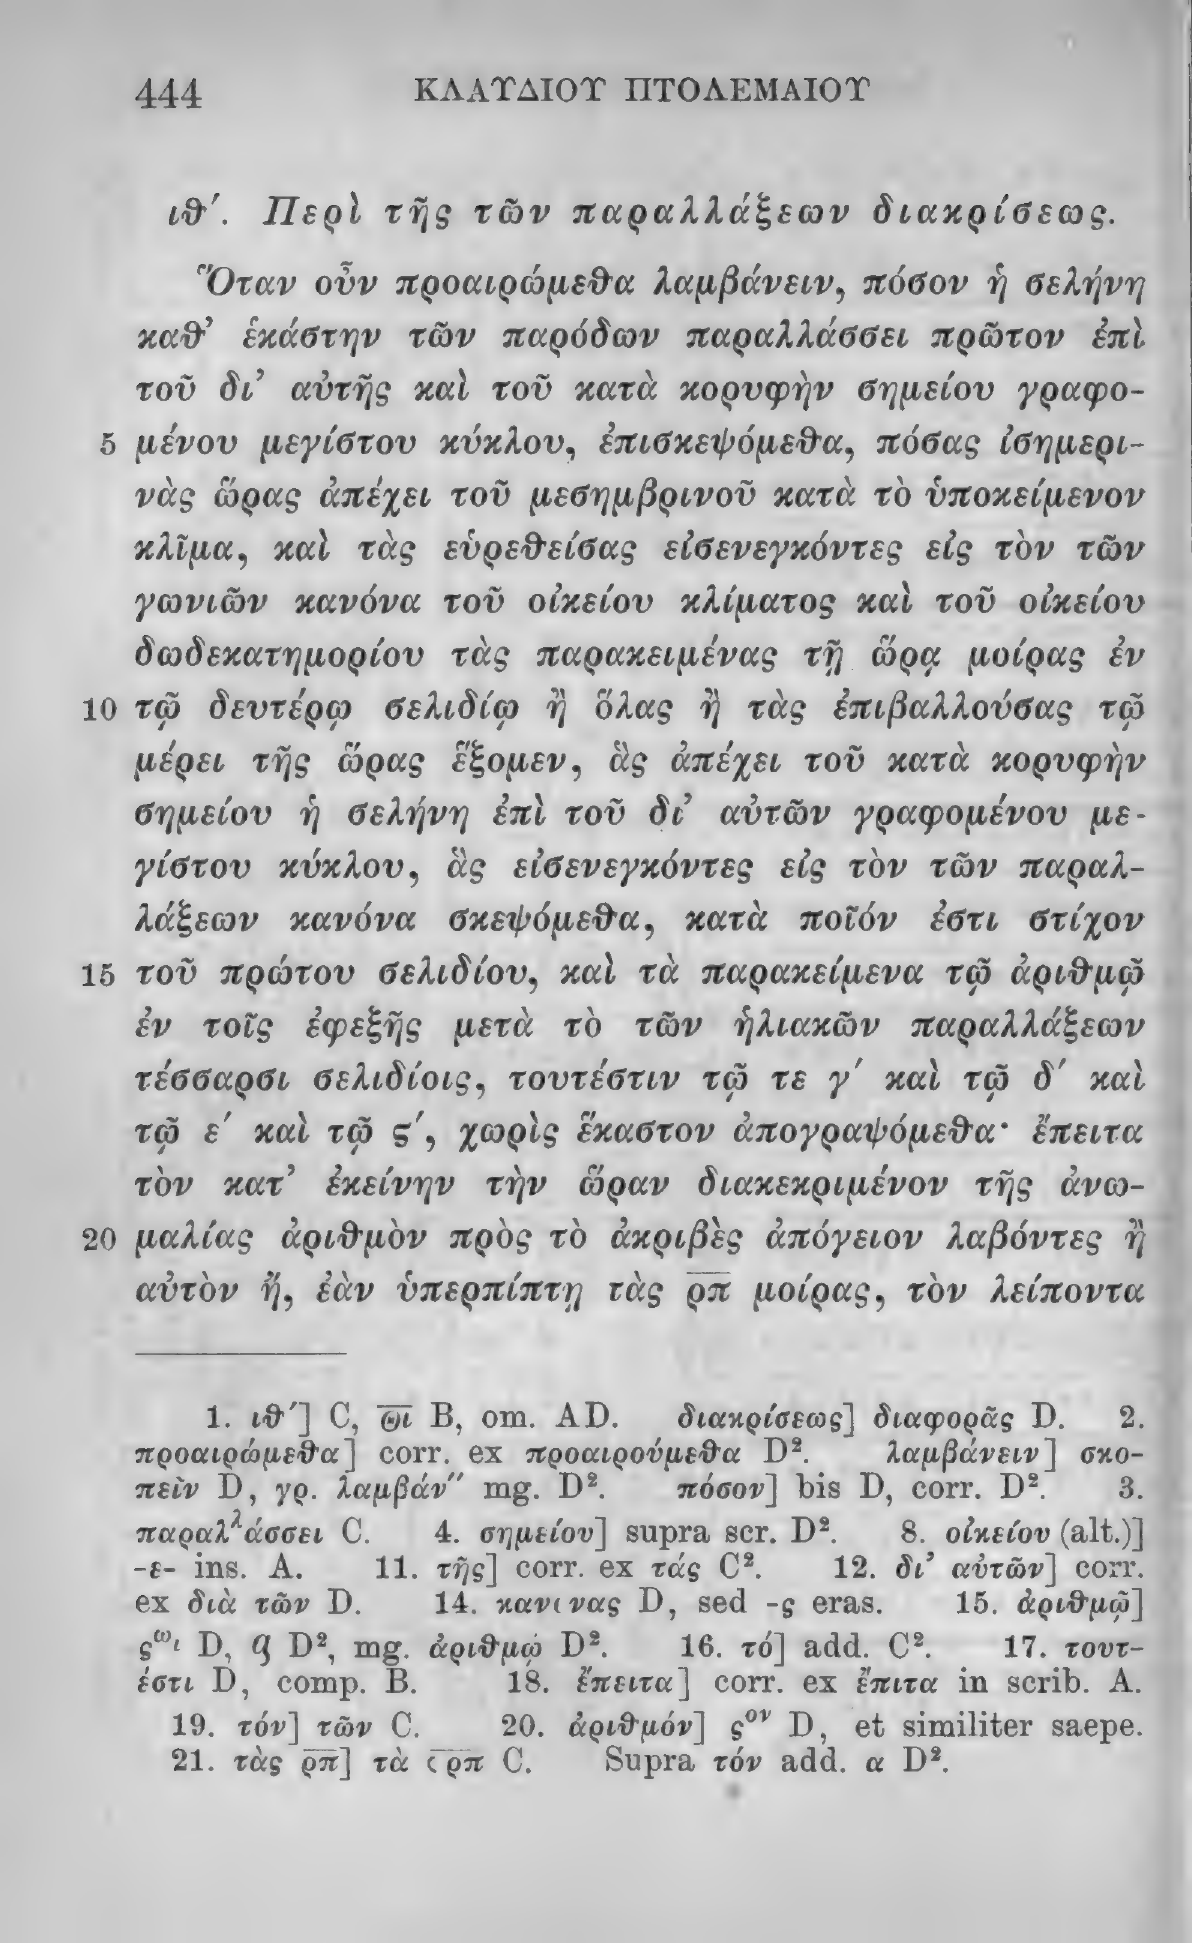 444 ΚΛΑΥΔΙΟΥ ΠΤΟΛΕΜΑΙΟΥ
ιθ′. Περὶ τῆς τῶν παραλλάξεων διακρίσεως.
Ὅταν οὖν προαιρώμεθα λαμβάνειν, πόσον ἡ σελήνη
καθ’ ἑκάστην τῶν παρόδων παραλλάσσει πρῶτον ἐπὶ
τοῦ δι’ αὐτῆς καὶ τοῦ κατὰ κορυφὴν σημείου γραφο-
5 μένου μεγίστου κύκλου, ἐπισκεψόμεθα, πόσας ἰσημερι-
νὰς ὥρας ἀπέχει τοῦ μεσημβρινοῦ κατὰ τὸ ὑποκείμενον
κλῖμα, καὶ τὰς εὑρεθείσας εἰσενεγκόντες εἰς τὸν τῶν
γωνιῶν κανόνα τοῦ οἰκείου κλίματος καὶ τοῦ οἰκείου
δωδεκατημορίου τὰς παρακειμένας τῇ ὥρᾳ μοίρας ἐν
10 τῷ δευτέρῳ σελιδίῳ ἢ ὅλας ἢ τὰς ἐπιβαλλούσας τῷ
μέρει τῆς ὥρας ἕξομεν, ἃς ἀπέχει τοῦ κατὰ κορυφὴν
σημείου ἡ σελήνη ἐπὶ τοῦ δι’ αὐτῶν γραφομένου με-
γίστου κύκλου, ἃς εἰσενεγκόντες εἰς τὸν τῶν παραλ-
λάξεων κανόνα σκεψόμεθα, κατὰ ποῖόν ἐστι στίχον
15 τοῦ πρώτου σελιδίου, καὶ τὰ παρακείμενα τῷ ἀριθμῷ
ἐν τοῖς ἐφεξῆς μετὰ τὸ τῶν ἡλιακῶν παραλλάξεων
τέσσαρσι σελιδίοις, τουτέστιν τῷ τε γ′ καὶ τῷ δ′ καὶ
τῷ ε′ καὶ τῷ ϛ′, χωρὶς ἕκαστον ἀπογραψόμεθα· ἔπειτα
τὸν κατ’ ἐκείνην τὴν ὥραν διακεκριμένον τῆς ἀνω-
20 μαλίας ἀριθμὸν πρὸς τὸ ἀκριβὲς ἀπόγειον λαβόντες ἢ
αὐτὸν ἤ, ἐὰν ὑπερπίπτῃ τὰς ρ̅π̅ μοίρας, τὸν λείποντα
1. ιθ′] C, ω̅ι̅ B, om. AD. διακρίσεως] διαφορᾶς D. 2.
προαιρώμεθα] corr. ex προαιρούμεθα D². λαμβάνειν] σκο-
πεῖν D, γρ. λαμβάν″ mg. D². πόσον] bis D, corr. D². 3.
παραλ^λάσσει C. 4. σημείου] supra scr. D². 8. οἰκείου (alt.)]
-ε- ins. A. 11. τῆς] corr. ex τάς C². 12. δι’ αὐτῶν] corr.
ex διὰ τῶν D. 14. κανινας D, sed -ς eras. 15. ἀριθμῷ]
ς^ωι D, D², mg. ἀριθμῷ D². 16. τό] add. C². 17. τουτ-
έστι D, comp. B. 18. ἔπειτα] corr. ex ἔπιτα in scrib. A.
19. τόν] τῶν C. 20. ἀριθμόν] ς^ον D, et similiter saepe.
21. τὰς ρ̅π̅] τὰ ϛ̅ρ̅π̅ C. Supra τόν add. α D².